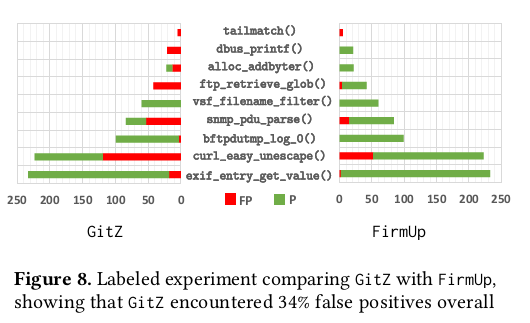 tailmatch()
dbus_printf()
alloc_addbyter()
ftp_retrieve_glob()
vsf_filename_filter()
snmp_pdu_parse()
bftpdutmp_log_0()
curl_easy_unescape()
exif_entry_get_value()
250 200 150 100 50 0
FP P
0 50 100 150 200 250
GitZ
FirmUp
Figure 8. Labeled experiment comparing GitZ with FirmUp,
showing that GitZ encountered 34% false positives overall